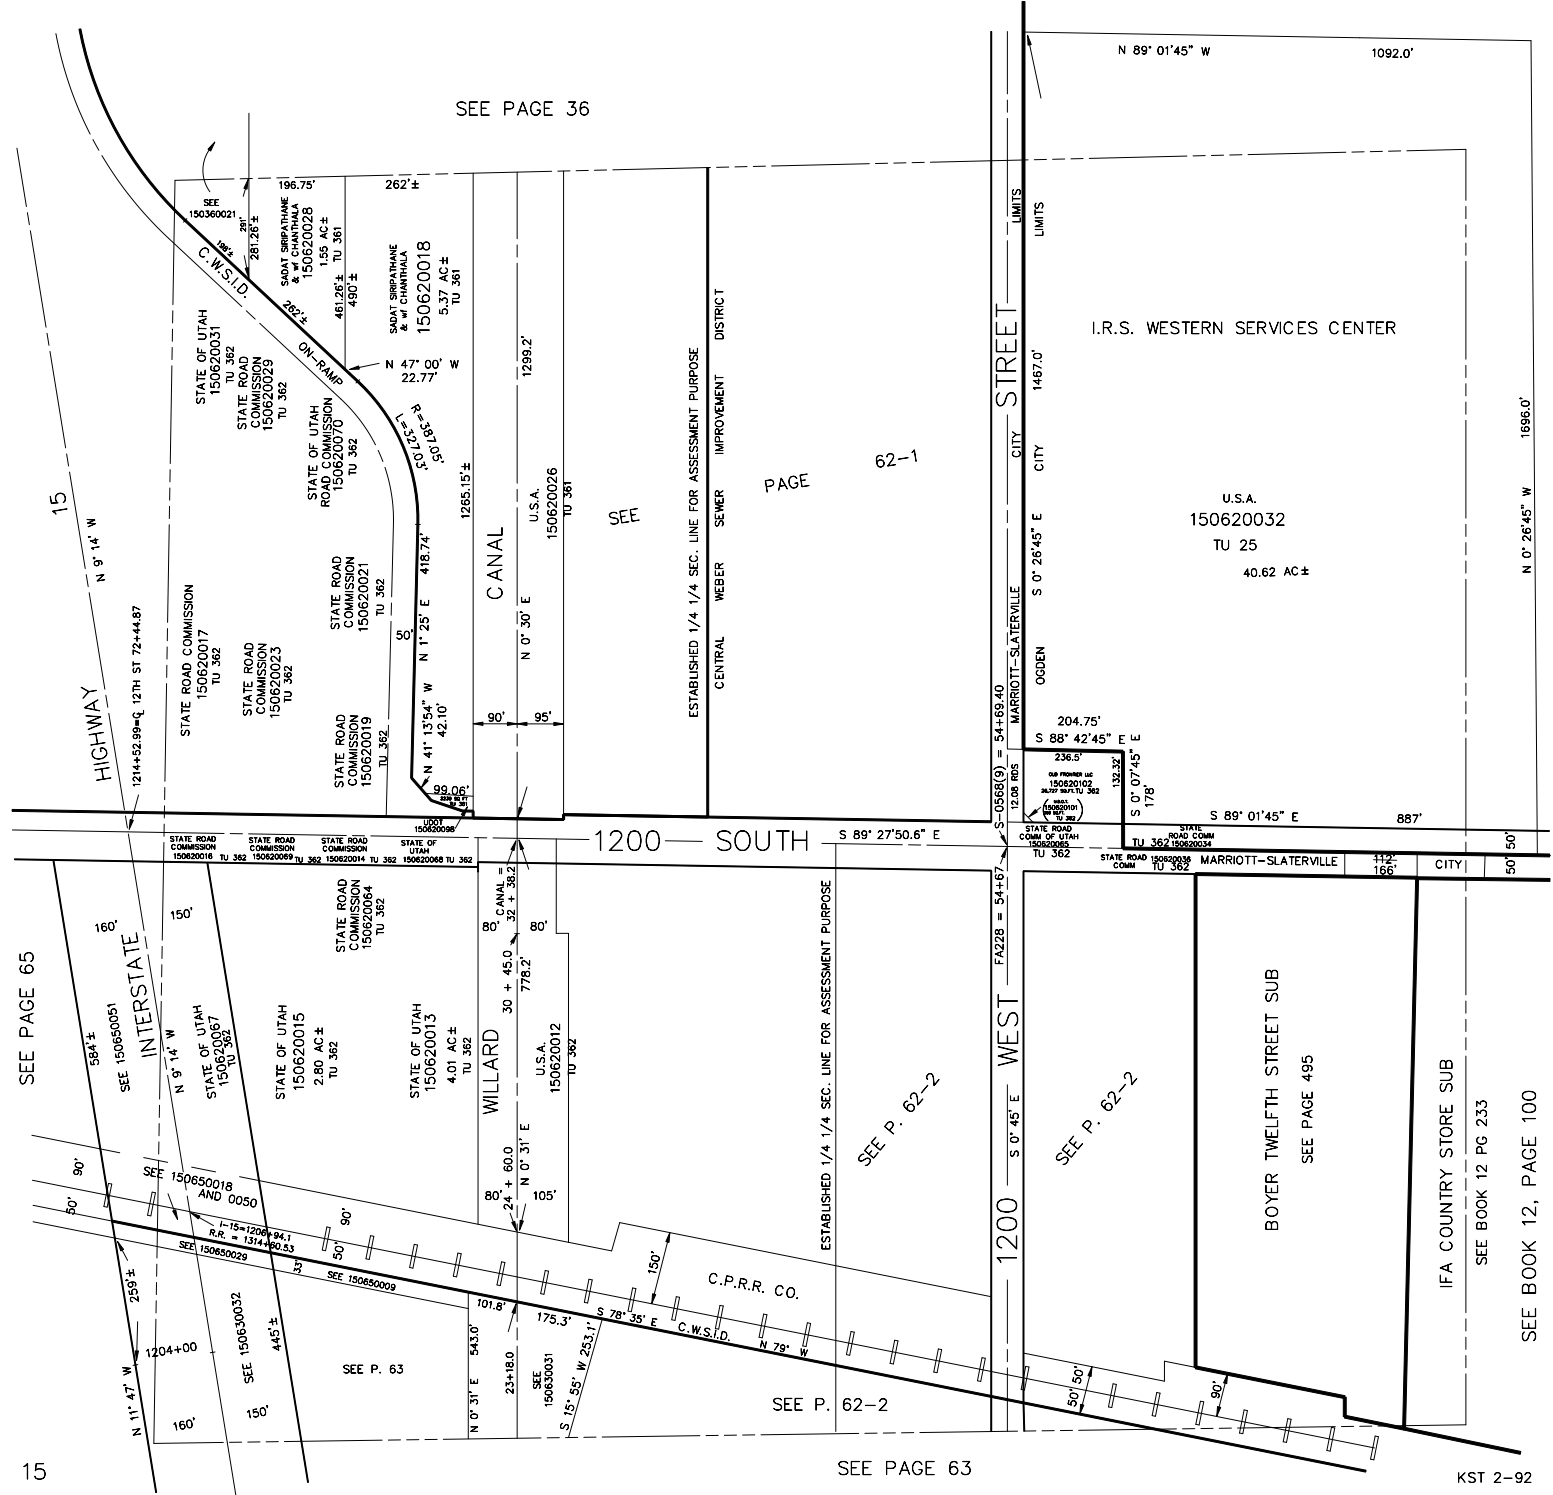 N 89° 01'45" W
1092.0'
SEE PAGE 36
SEE
150360021
196.75'
262'±
291'
281.26'±
198'±
C.W.S.I.D.
SADAT SIRIPATHANE
& wf CHANTHALA
150620028
1.55 AC±
TU 361
461.26'±
490'±
SADAT SIRIPATHANE
& wf CHANTHALA
150620018
5.37 AC±
TU 361
262'±
ON-RAMP
N 47° 00' W
22.77'
R=387.05'
L=327.03'
STATE OF UTAH
150620031
TU 362
STATE ROAD
COMMISSION
150620029
TU 362
STATE OF UTAH
ROAD COMMISSION
150620070
TU 362
1299.2'
1265.15'±
U.S.A.
150620026
TU 361
CANAL
SEE
PAGE
62-1
ESTABLISHED 1/4 1/4 SEC. LINE FOR ASSESSMENT PURPOSE
CENTRAL WEBER SEWER IMPROVEMENT DISTRICT
STREET
MARRIOTT-SLATERVILLE CITY LIMITS
OGDEN CITY LIMITS
1467.0'
S 0° 26'45" E
I.R.S. WESTERN SERVICES CENTER
U.S.A.
150620032
TU 25
40.62 AC±
1696.0'
N 0° 26'45" W
15
N 9° 14' W
HIGHWAY
1214+52.99=℄ 12TH ST 72+44.87
STATE ROAD COMMISSION
150620017
TU 362
STATE ROAD
COMMISSION
150620023
TU 362
STATE ROAD
COMMISSION
150620021
TU 362
STATE ROAD
COMMISSION
150620019
TU 362
50'
N 1° 25' E 418.74'
N 41° 13'54" W
42.10'
N 0° 30' E
90'
95'
99.06'
3339 SQ FT
TU 361
UDOT
150620098
S-0568(9) = 54+69.40
12.08 RDS
204.75'
S 88° 42'45" E
236.5'
OLD FRONTIER LLC
150620102
TU 362
150620101
TU 362
132.32'
S 0° 07'45" E
178'
S 89° 01'45" E
887'
1200 SOUTH
S 89° 27'50.6" E
STATE ROAD
COMMISSION
150620016 TU 362
STATE ROAD
COMMISSION
150620069 TU 362
STATE ROAD
COMMISSION
150620014 TU 362
STATE OF
UTAH
150620068 TU 362
STATE ROAD
COMM OF UTAH
150620065
TU 362
STATE
ROAD COMM
TU 362 150620034
STATE ROAD
COMM
150620036
TU 362
MARRIOTT-SLATERVILLE
112'
166'
CITY
50' 50'
SEE PAGE 65
160'
150'
INTERSTATE
N 9° 14' W
584'±
SEE 150650051
STATE OF UTAH
150620067
TU 362
STATE ROAD
COMMISSION
150620064
TU 362
STATE OF UTAH
150620015
2.80 AC±
TU 362
STATE OF UTAH
150620013
4.01 AC±
TU 362
CANAL =
32 + 38.2
80'
80'
30 + 45.0
778.2'
WILLARD
U.S.A.
150620012
TU 362
24 + 60.0
N 0° 31' E
80'
105'
ESTABLISHED 1/4 1/4 SEC. LINE FOR ASSESSMENT PURPOSE
SEE P. 62-2
FA228 = 54+67
1200 WEST
S 0° 45' E
SEE P. 62-2
BOYER TWELFTH STREET SUB
SEE PAGE 495
IFA COUNTRY STORE SUB
SEE BOOK 12 PG 233
SEE BOOK 12, PAGE 100
90'
50'
SEE 150650018
AND 0050
I-15=1206+94.1
R.R. = 1314+60.53
SEE 150650029
33'
SEE 150650009
90'
50'
150'
C.P.R.R. CO.
101.8'
175.3'
S 78° 35' E
C.W.S.I.D.
N 79° W
259'±
1204+00
N 11° 47' W
SEE 150630032
445'±
160'
150'
SEE P. 63
N 0° 31' E 543.0'
23+18.0
SEE
150630031
S 15° 55' W 253.1'
SEE P. 62-2
50' 50'
90'
15
SEE PAGE 63
KST 2-92